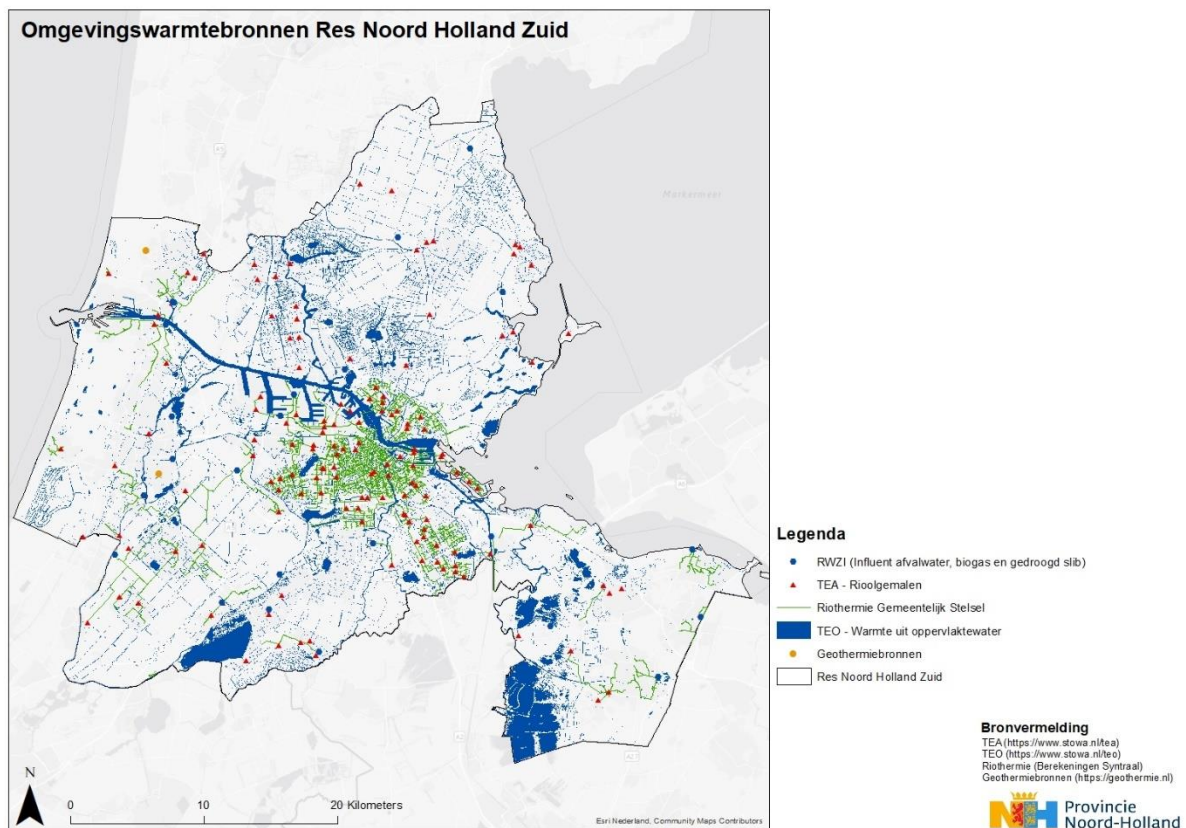 Omgevingswarmtebronnen Res Noord Holland Zuid
Markermeer
N
0 10 20 Kilometers
Esri Nederland, Community Maps Contributors
Legenda
RWZI (Influent afvalwater, biogas en gedroogd slib)
TEA - Rioolgemalen
Riothermie Gemeentelijk Stelsel
TEO - Warmte uit oppervlaktewater
Geothermiebronnen
Res Noord Holland Zuid
Bronvermelding
TEA (https://www.stowa.nl/tea)
TEO (https://www.stowa.nl/teo)
Riothermie (Berekeningen Syntraal)
Geothermiebronnen (https://geothermie.nl)
Provincie
Noord-Holland